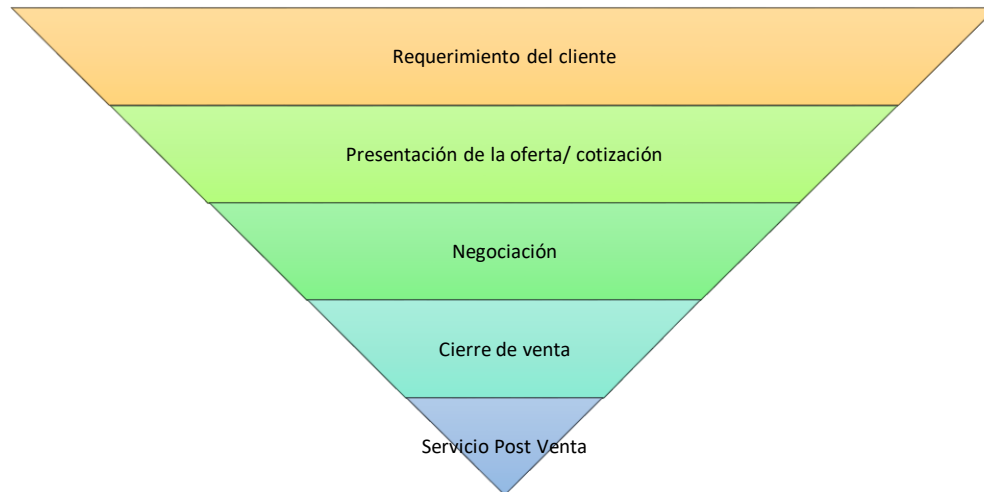 Requerimiento del cliente
Presentación de la oferta/ cotización
Negociación
Cierre de venta
Servicio Post Venta